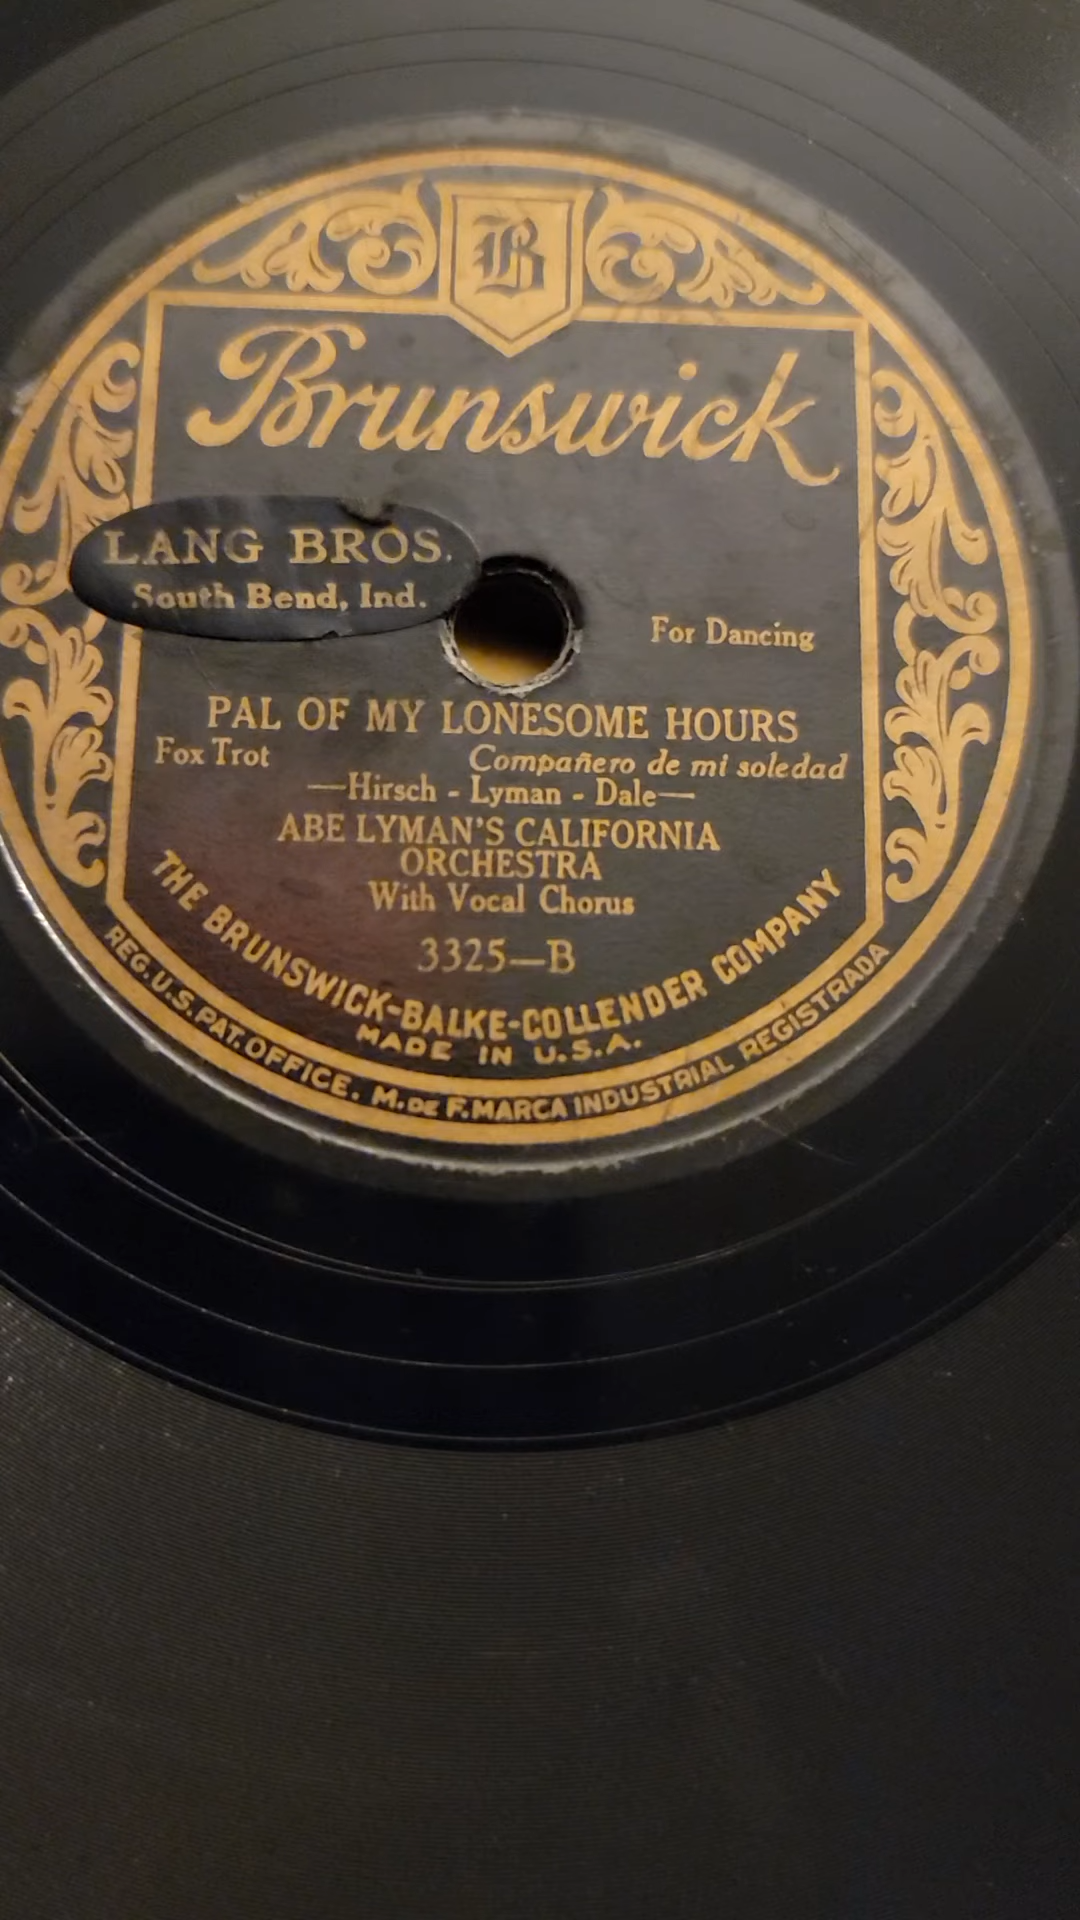 B
Brunswick
LANG BROS.
South Bend, Ind.
For Dancing
PAL OF MY LONESOME HOURS
Fox Trot Compañero de mi soledad
—Hirsch - Lyman - Dale—
ABE LYMAN'S CALIFORNIA
ORCHESTRA
With Vocal Chorus
3325—B
THE BRUNSWICK-BALKE-COLLENDER COMPANY
MADE IN U.S.A.
REG. U.S. PAT. OFFICE. M. DE F. MARCA INDUSTRIAL REGISTRADA